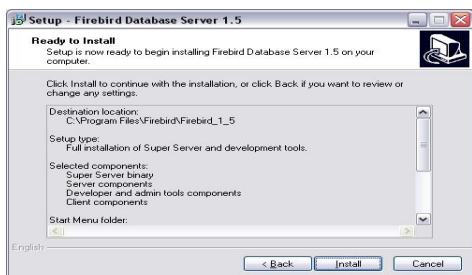 Setup - Firebird Database Server 1.5
Ready to Install
Setup is now ready to begin installing Firebird Database Server 1.5 on your
computer.
Click Install to continue with the installation, or click Back if you want to review or
change any settings.
Destination location:
C:\Program Files\Firebird\Firebird_1_5
Setup type:
Full installation of Super Server and development tools.
Selected components:
Super Server binary
Server components
Developer and admin tools components
Client components
Start Menu folder:
English
< Back
Install
Cancel